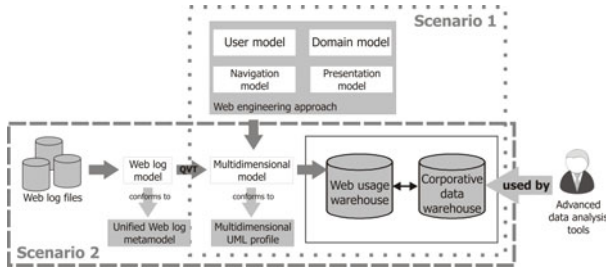 Scenario 1
User model
Domain model
Navigation
model
Presentation
model
Web engineering approach
Web log files
Web log
model
QVT
Multidimensional
model
Web usage
warehouse
Corporative
data
warehouse
used by
Advanced
data analysis
tools
conforms to
conforms to
Unified Web log
metamodel
Multidimensional
UML profile
Scenario 2